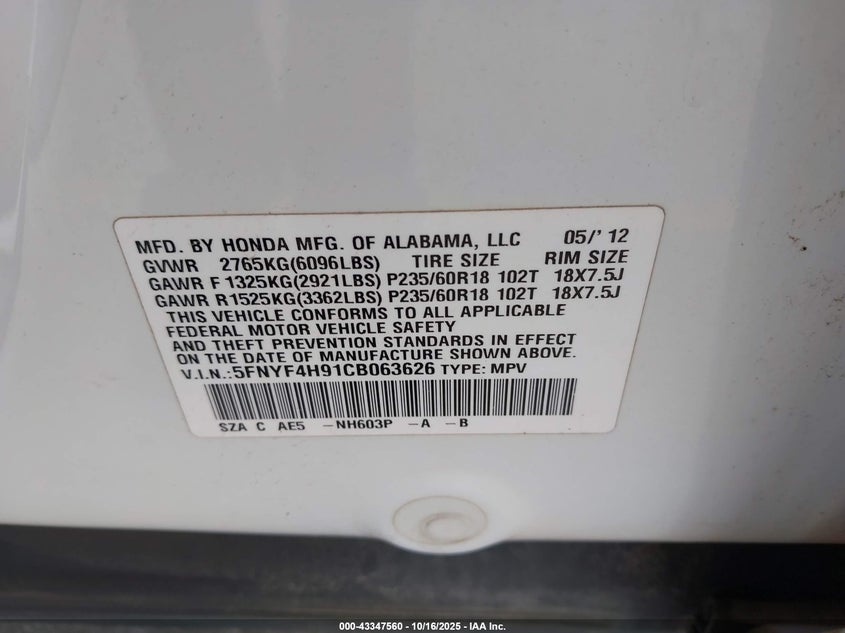 MFD. BY HONDA MFG. OF ALABAMA, LLC 05/'12
GVWR 2765KG(6096LBS) TIRE SIZE RIM SIZE
GAWR F 1325KG(2921LBS) P235/60R18 102T 18X7.5J
GAWR R1525KG(3362LBS) P235/60R18 102T 18X7.5J
THIS VEHICLE CONFORMS TO ALL APPLICABLE
FEDERAL MOTOR VEHICLE SAFETY
AND THEFT PREVENTION STANDARDS IN EFFECT
ON THE DATE OF MANUFACTURE SHOWN ABOVE.
V.I.N.:5FNYF4H91CB063626 TYPE: MPV
SZA C AE5 -NH603P -A -B
000-43347560 - 10/16/2025 - IAA Inc.